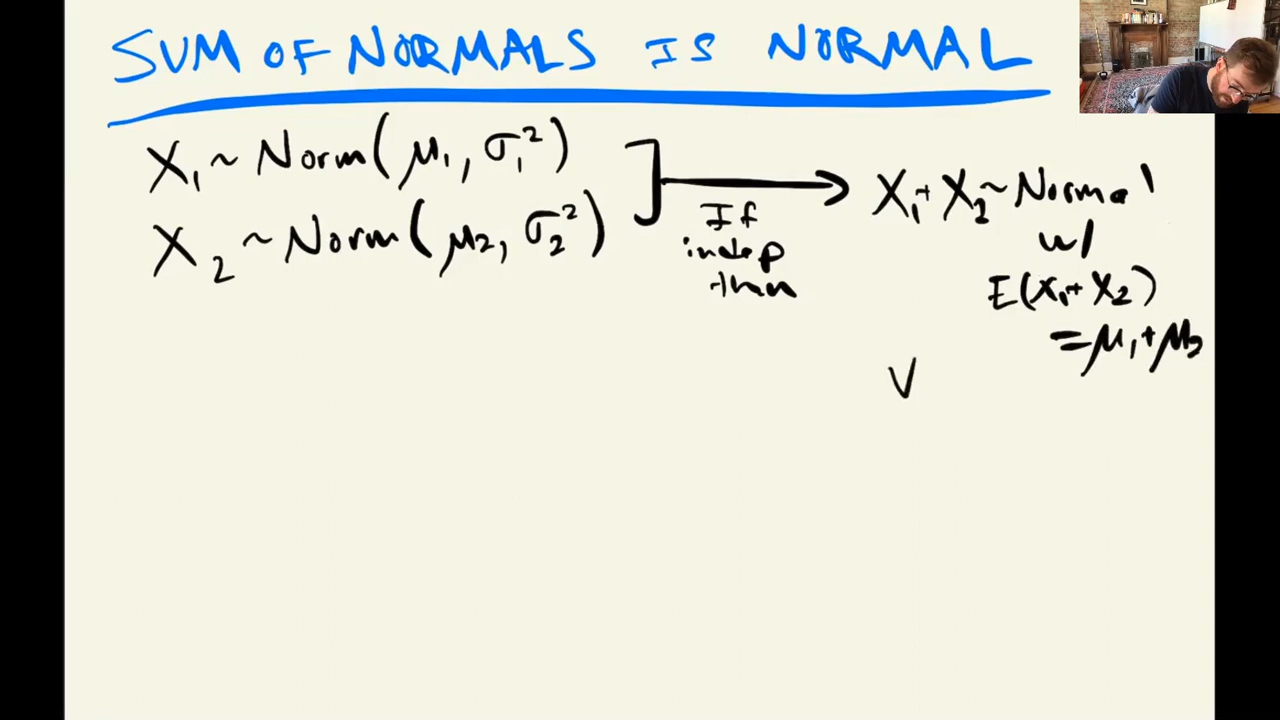 SUM OF NORMALS IS NORMAL
X₁ ~ Norm(μ₁, σ₁²)
X₂ ~ Norm(μ₂, σ₂²)
If
indep
then
X₁+X₂~Normal
w/
E(X₁+X₂)
=μ₁+μ₂
V